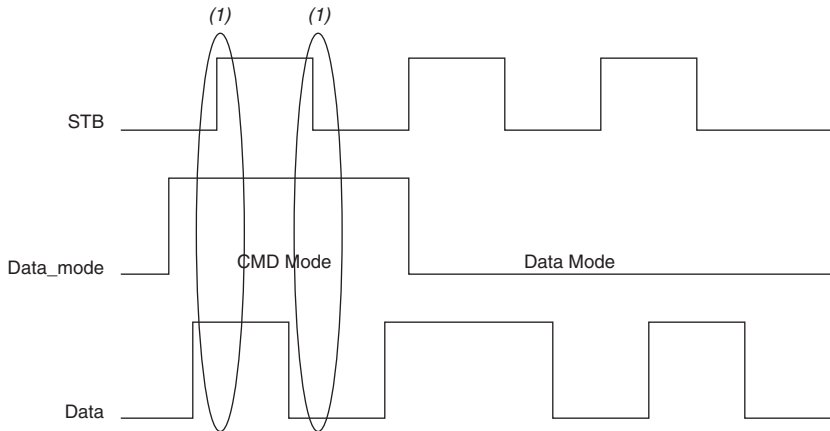 (1) (1)
STB
Data_mode
CMD Mode
Data Mode
Data